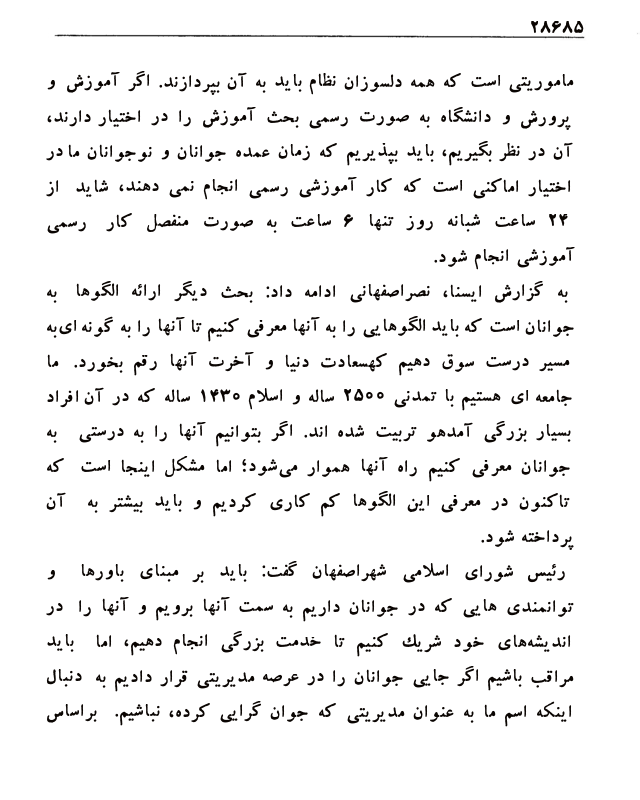 ۲۸۶۸۵
ماموریتی است که همه دلسوزان نظام باید به آن بپردازند. اگر آموزش و
پرورش و دانشگاه به صورت رسمی بحث آموزش را در اختیار دارند،
آن در نظر بگیریم، باید بپذیریم که زمان عمده جوانان و نوجوانان ما در
اختیار اماکنی است که کار آموزشی رسمی انجام نمی دهند، شاید از
۲۴ ساعت شبانه روز تنها ۶ ساعت به صورت منفصل کار رسمی
آموزشی انجام شود.
به گزارش ایسنا، نصراصفهانی ادامه داد: بحث دیگر ارائه الگوها به
جوانان است که باید الگوهایی را به آنها معرفی کنیم تا آنها را به گونه ای‌به
مسیر درست سوق دهیم کهسعادت دنیا و آخرت آنها رقم بخورد. ما
جامعه ای هستیم با تمدنی ۲۵۰۰ ساله و اسلام ۱۴۳۰ ساله که در آن افراد
بسیار بزرگی آمدهو تربیت شده اند. اگر بتوانیم آنها را به درستی به
جوانان معرفی کنیم راه آنها هموار می‌شود؛ اما مشکل اینجا است که
تاکنون در معرفی این الگوها کم کاری کردیم و باید بیشتر به آن
پرداخته شود.
رئیس شورای اسلامی شهراصفهان گفت: باید بر مبنای باورها و
توانمندی هایی که در جوانان داریم به سمت آنها برویم و آنها را در
اندیشه‌های خود شریك کنیم تا خدمت بزرگی انجام دهیم، اما باید
مراقب باشیم اگر جایی جوانان را در عرصه مدیریتی قرار دادیم به دنبال
اینکه اسم ما به عنوان مدیریتی که جوان گرایی کرده، نباشیم. براساس